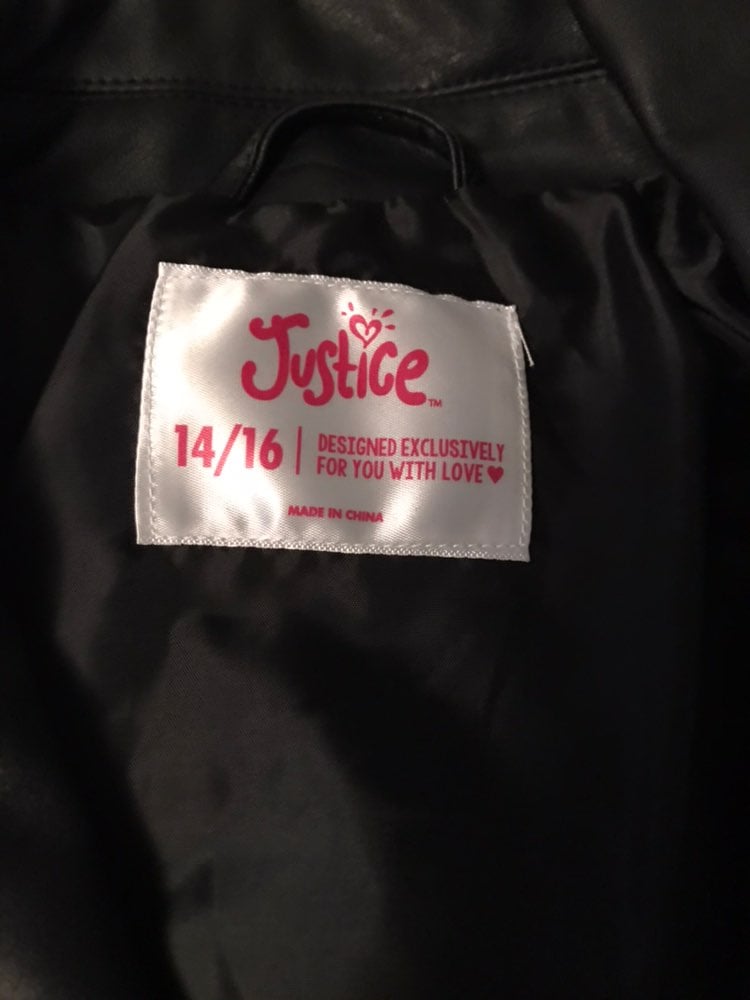 Justice™
14/16 | DESIGNED EXCLUSIVELY
FOR YOU WITH LOVE ♥
MADE IN CHINA